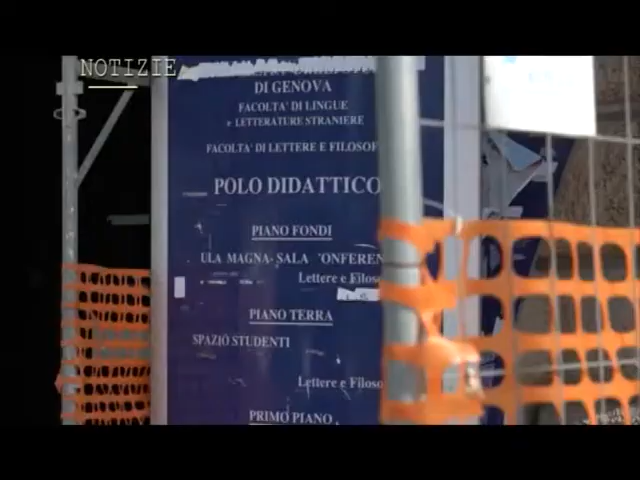 NOTIZIE
DI GENOVA
FACOLTA' DI LINGUE
e LETTERATURE STRANIERE
FACOLTA' DI LETTERE E FILOSOF
POLO DIDATTICO
PIANO FONDI
ULA MAGNA-SALA ONFEREN
Lettere e Filoso
PIANO TERRA
SPAZIO STUDENTI
Lettere e Filoso
PRIMO PIANO